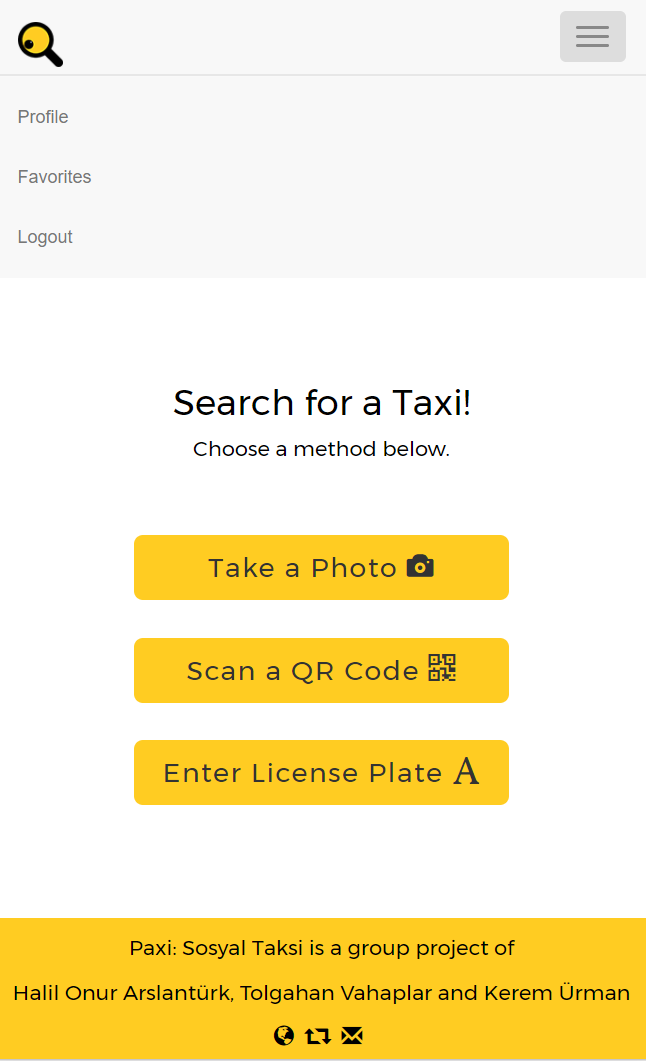 Profile
Favorites
Logout
Search for a Taxi!
Choose a method below.
Take a Photo
Scan a QR Code
Enter License Plate A
Paxi: Sosyal Taksi is a group project of
Halil Onur Arslantürk, Tolgahan Vahaplar and Kerem Ürman